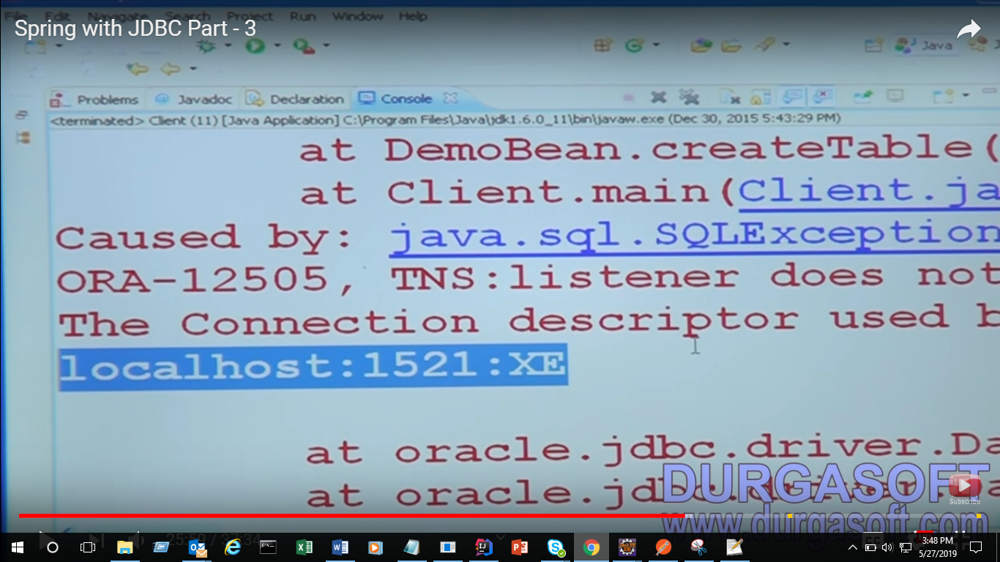 File Edit Navigate Search Project Run Window Help
Spring with JDBC Part - 3
Java
Problems Javadoc Declaration Console
<terminated> Client (11) [Java Application] C:\Program Files\Java\jdk1.6.0_11\bin\javaw.exe (Dec 30, 2015 5:43:29 PM)
at DemoBean.createTable(
at Client.main(Client.ja
Caused by: java.sql.SQLException
ORA-12505, TNS:listener does not
The Connection descriptor used b
localhost:1521:XE
at oracle.jdbc.driver.Da
at oracle.jdbc.driver.
DURGASOFT
Subscribe
www.durgasoft.com
25:50 / 37:34
CC
3:48 PM
5/27/2019